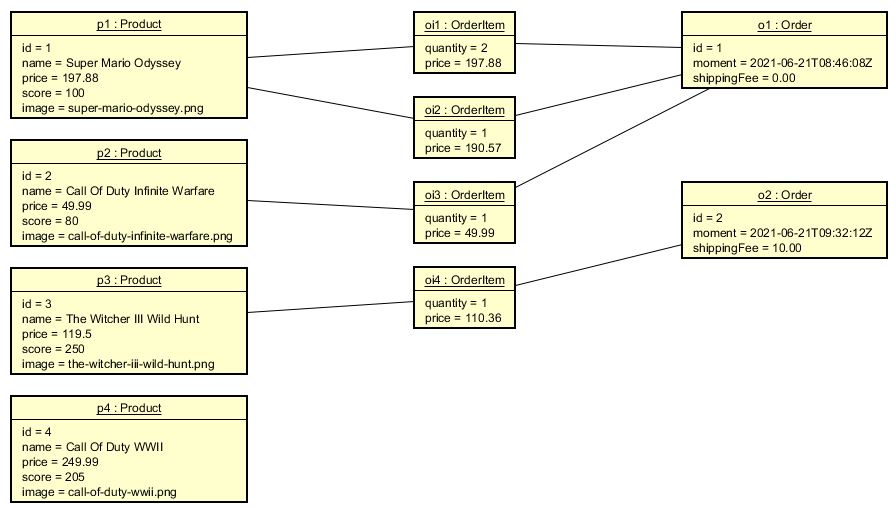 p1 : Product
id = 1
name = Super Mario Odyssey
price = 197.88
score = 100
image = super-mario-odyssey.png
p2 : Product
id = 2
name = Call Of Duty Infinite Warfare
price = 49.99
score = 80
image = call-of-duty-infinite-warfare.png
p3 : Product
id = 3
name = The Witcher III Wild Hunt
price = 119.5
score = 250
image = the-witcher-iii-wild-hunt.png
p4 : Product
id = 4
name = Call Of Duty WWII
price = 249.99
score = 205
image = call-of-duty-wwii.png
oi1 : OrderItem
quantity = 2
price = 197.88
oi2 : OrderItem
quantity = 1
price = 190.57
oi3 : OrderItem
quantity = 1
price = 49.99
oi4 : OrderItem
quantity = 1
price = 110.36
o1 : Order
id = 1
moment = 2021-06-21T08:46:08Z
shippingFee = 0.00
o2 : Order
id = 2
moment = 2021-06-21T09:32:12Z
shippingFee = 10.00